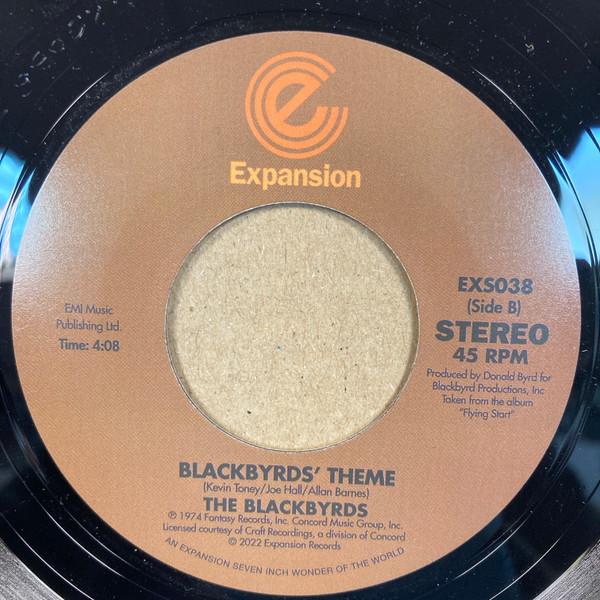 e
Expansion
EMI Music
Publishing Ltd.
Time: 4:08
EXS038
(Side B)
STEREO
45 RPM
Produced by Donald Byrd for
Blackbyrd Productions, Inc
Taken from the album
"Flying Start"
BLACKBYRDS' THEME
(Kevin Toney/Joe Hall/Allan Barnes)
THE BLACKBYRDS
℗ 1974 Fantasy Records, Inc. Concord Music Group, Inc.
Licensed courtesy of Craft Recordings, a division of Concord
© 2022 Expansion Records
AN EXPANSION SEVEN INCH WONDER OF THE WORLD